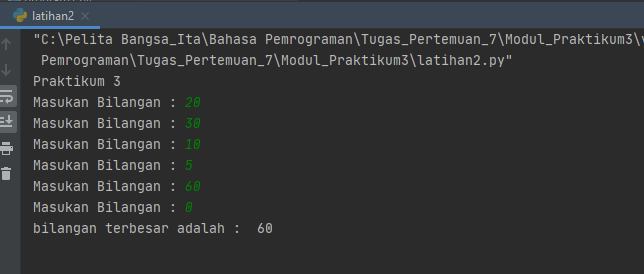 latihan2
"C:\Pelita Bangsa_Ita\Bahasa Pemrograman\Tugas_Pertemuan_7\Modul_Praktikum3\
Pemrograman\Tugas_Pertemuan_7\Modul_Praktikum3\latihan2.py"
Praktikum 3
Masukan Bilangan : 20
Masukan Bilangan : 30
Masukan Bilangan : 10
Masukan Bilangan : 5
Masukan Bilangan : 60
Masukan Bilangan : 0
bilangan terbesar adalah :  60